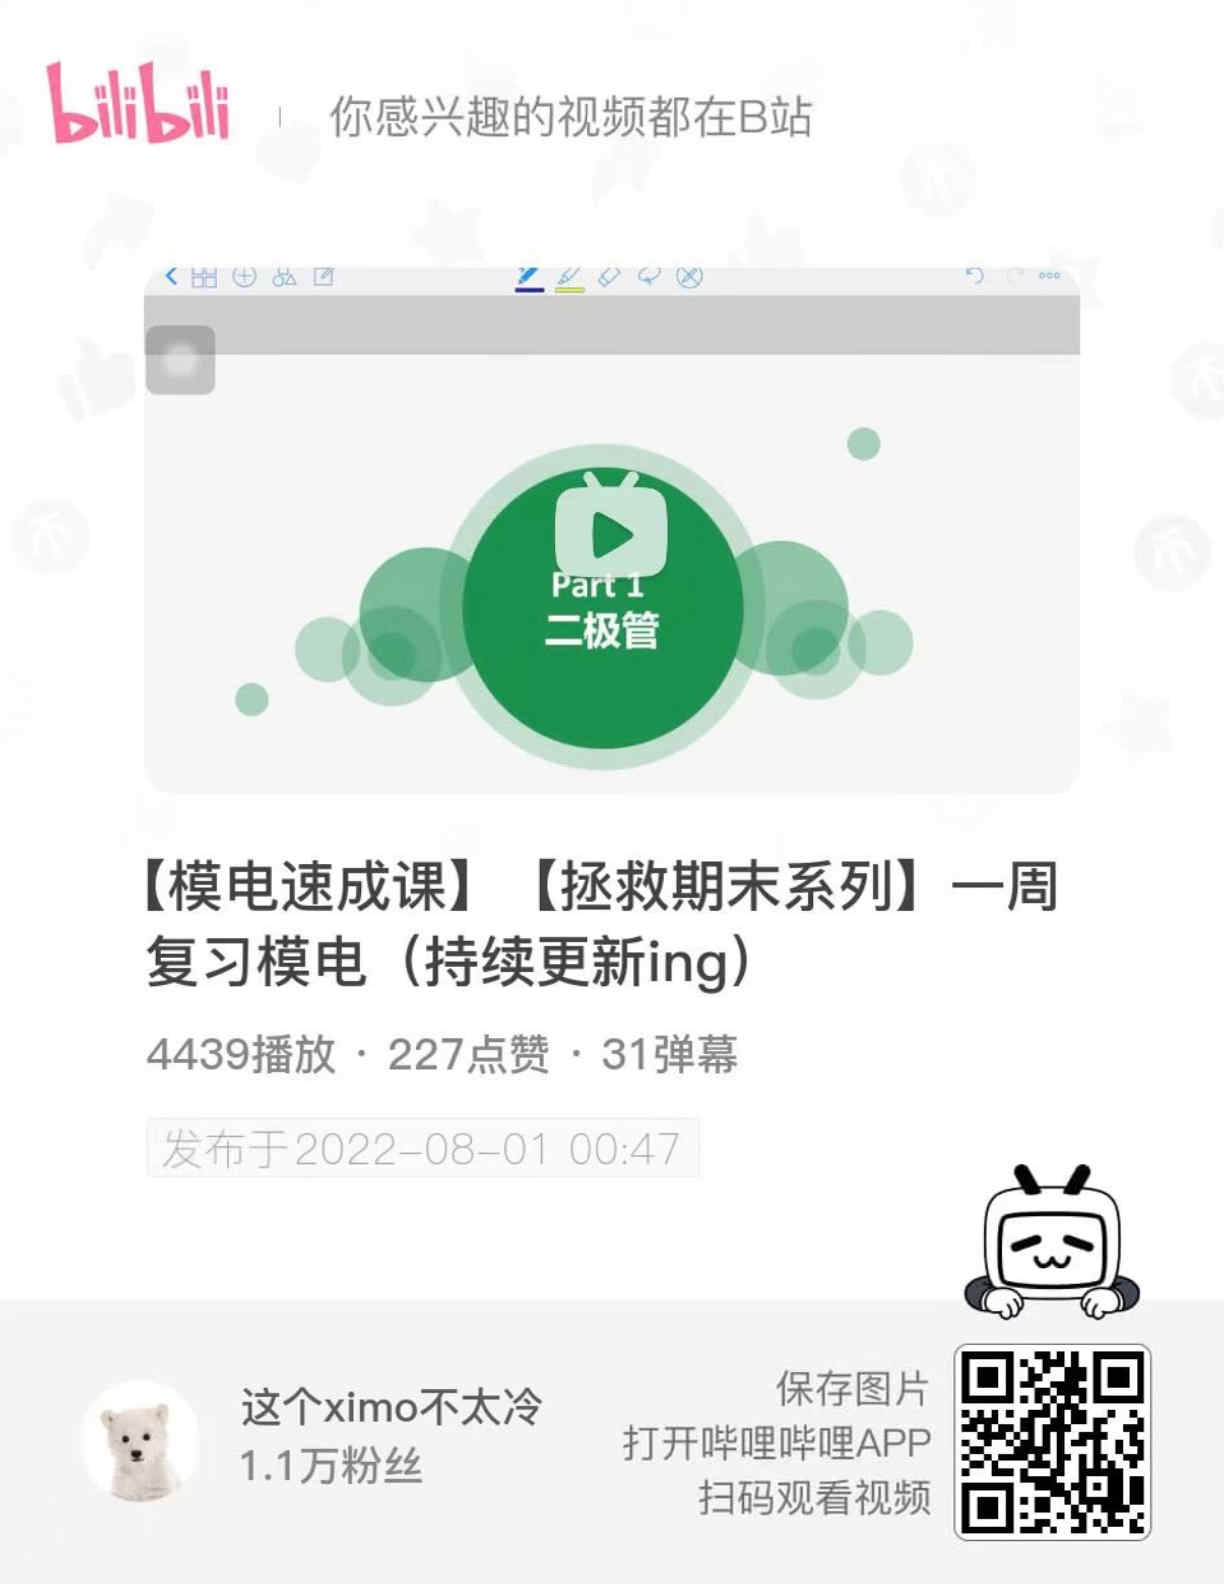 bilibili
你感兴趣的视频都在B站
Part 1
二极管
【模电速成课】【拯救期末系列】一周
复习模电（持续更新ing）
4439播放 · 227点赞 · 31弹幕
发布于2022-08-01 00:47
这个ximo不太冷
1.1万粉丝
保存图片
打开哔哩哔哩APP
扫码观看视频